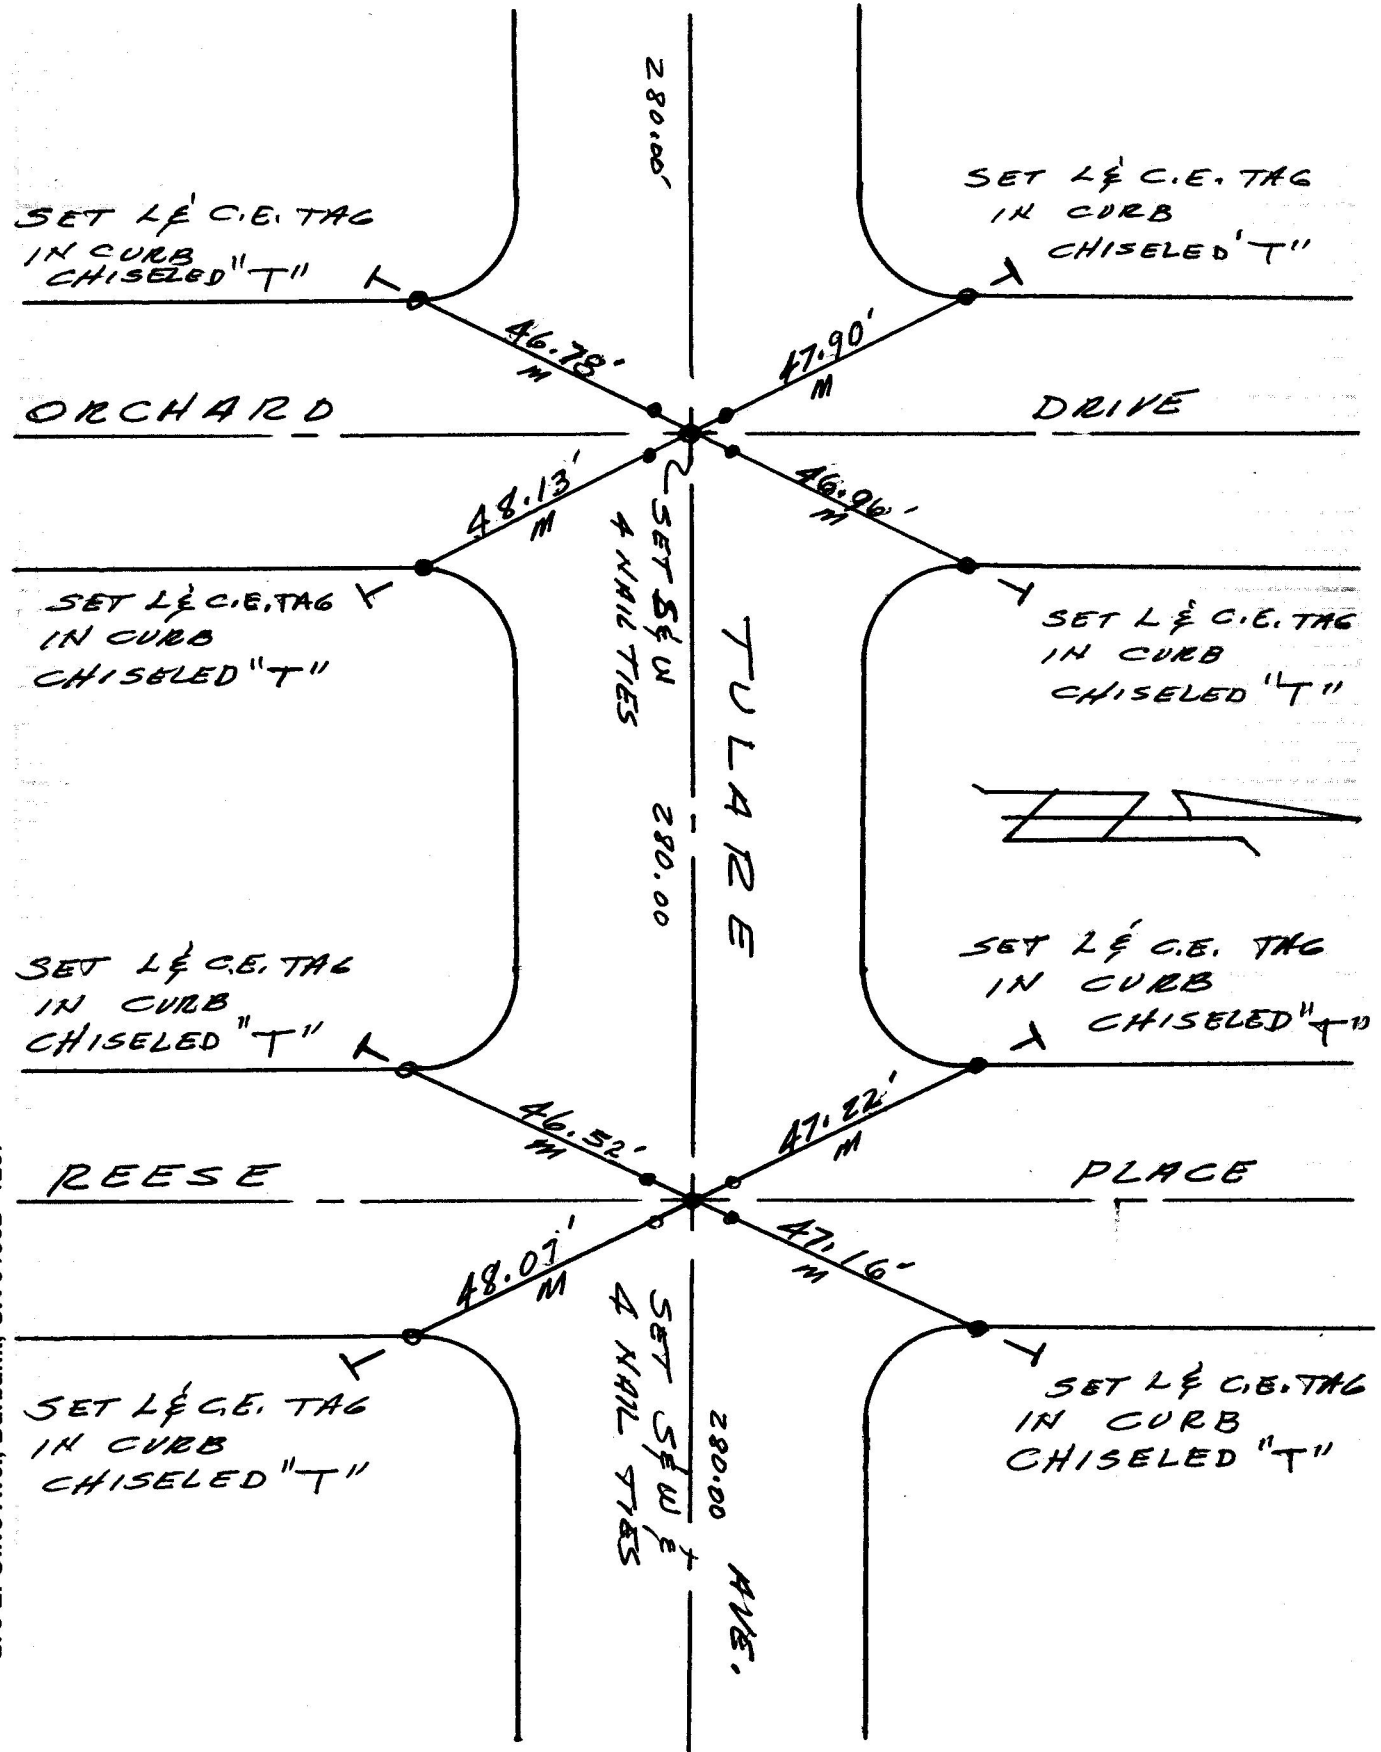 280.00'
SET L & C.E. TAG
IN CURB
CHISELED "T"
SET L & C.E. TAG
IN CURB
CHISELED 'T"
46.78'
M
47.90'
M
ORCHARD
DRIVE
48.13'
M
46.96'
M
SET S & W
4 NAIL TIES
SET L & C.E. TAG
IN CURB
CHISELED "T"
SET L & C.E. TAG
IN CURB
CHISELED "T"
TULARE
280.00
SET L & C.E. TAG
IN CURB
CHISELED "T"
SET L & C.E. TAG
IN CURB
CHISELED "T"
46.52'
M
47.22'
M
REESE
PLACE
48.07'
M
47.16'
M
SET S & W &
4 NAIL TIES
280.00
AVE.
SET L & C.E. TAG
IN CURB
CHISELED "T"
SET L & C.E. TAG
IN CURB
CHISELED "T"